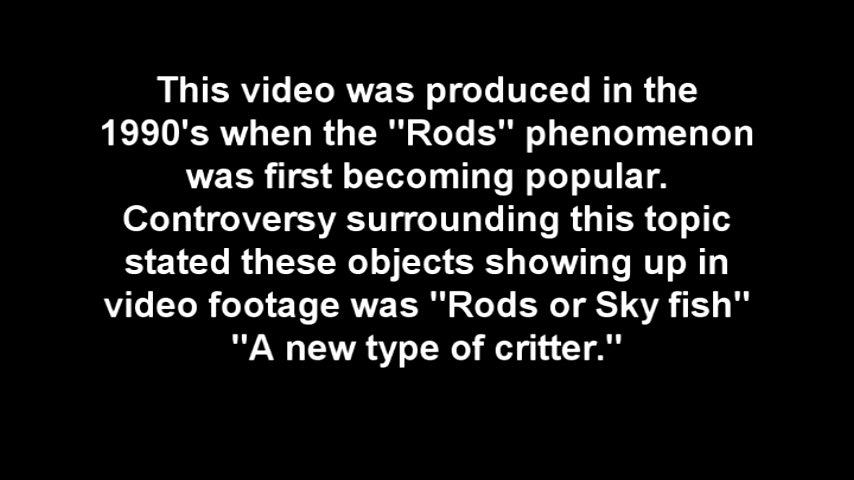 This video was produced in the
1990's when the "Rods" phenomenon
was first becoming popular.
Controversy surrounding this topic
stated these objects showing up in
video footage was "Rods or Sky fish"
"A new type of critter."